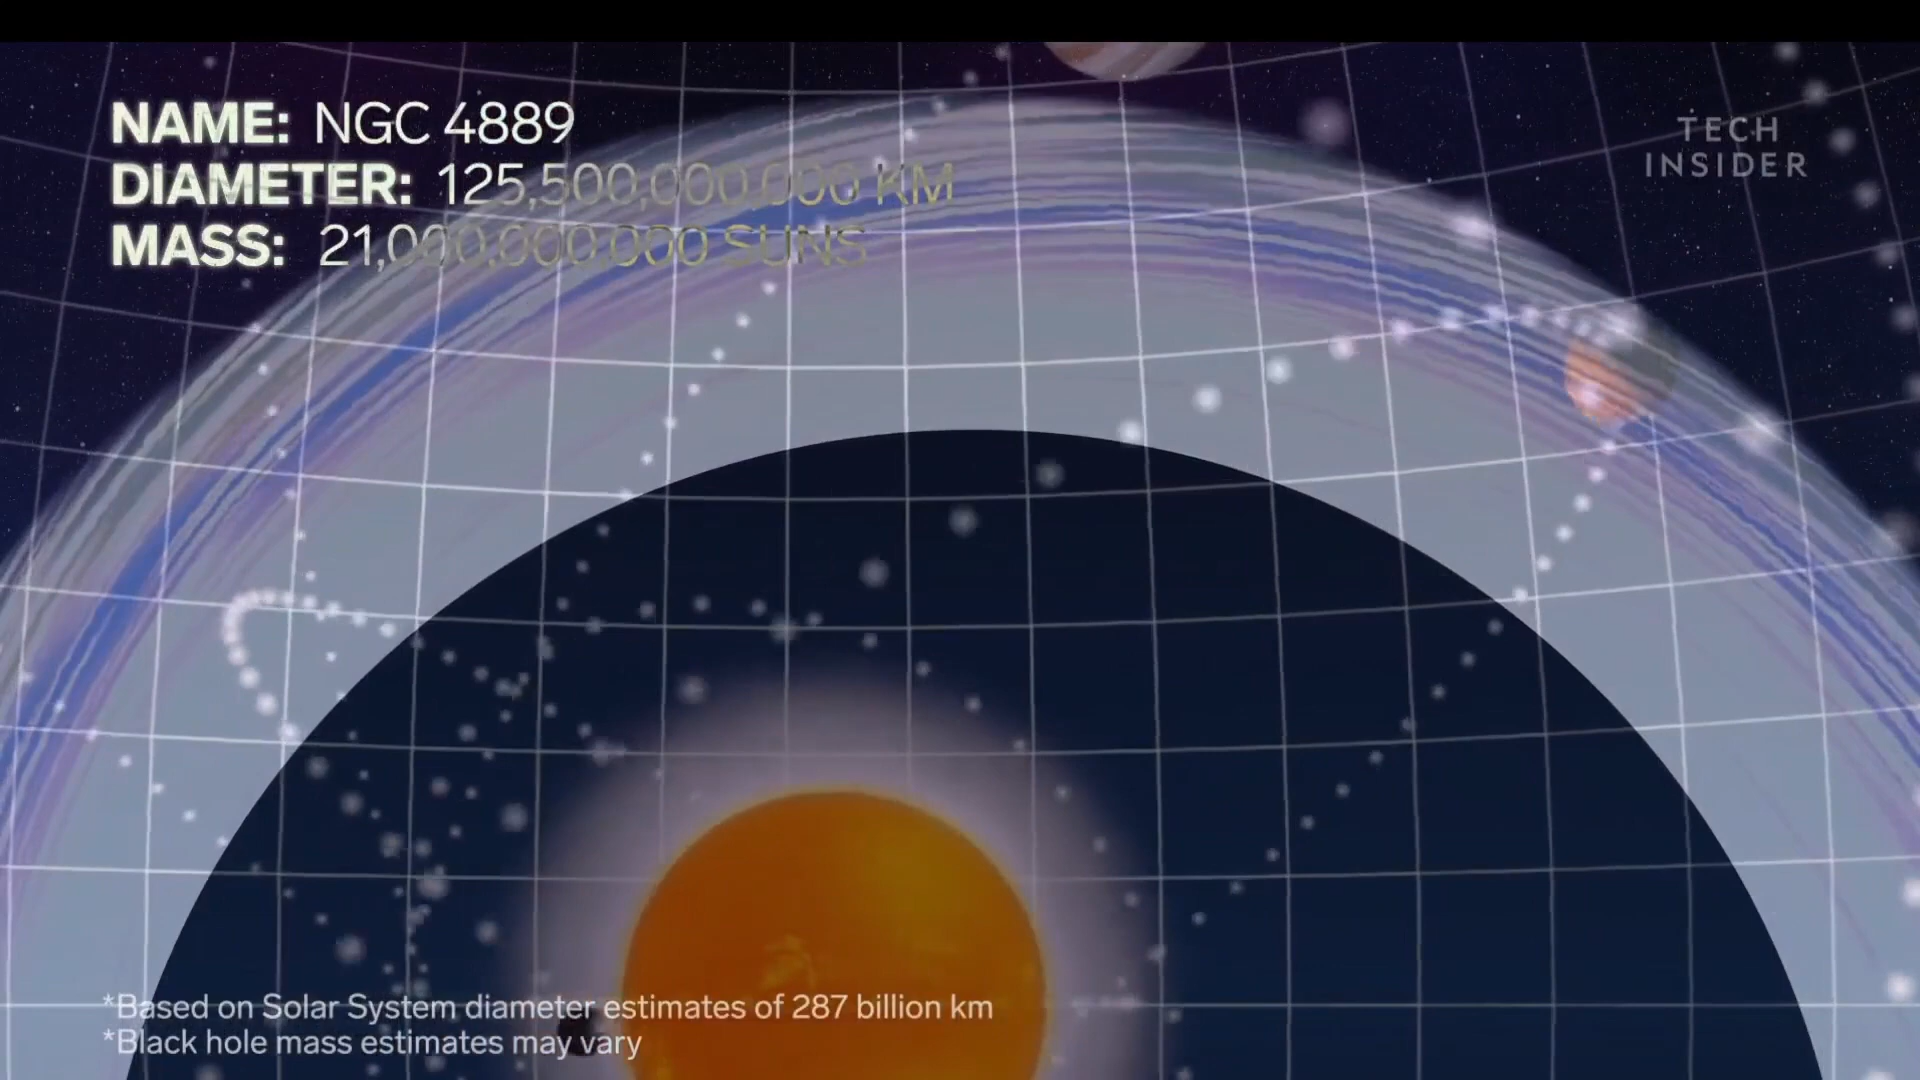 NAME: NGC 4889
DIAMETER: 125,500,000,000 KM
MASS: 21,000,000,000 SUNS
TECH
INSIDER
*Based on Solar System diameter estimates of 287 billion km
*Black hole mass estimates may vary